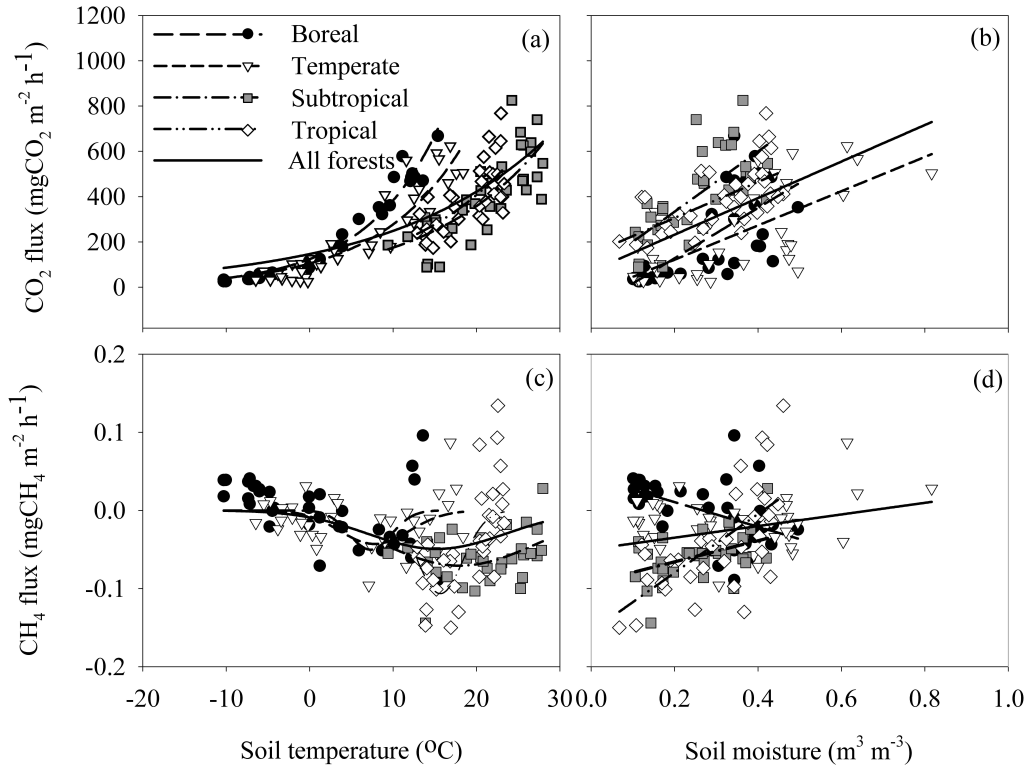 1200
1000
800
600
400
200
0
CO2 flux (mgCO2 m-2 h-1)
Boreal
Temperate
Subtropical
Tropical
All forests
(a)
(b)
0.2
0.1
0.0
-0.1
-0.2
CH4 flux (mgCH4 m-2 h-1)
(c)
(d)
-20 -10 0 10 20 30
0.0 0.2 0.4 0.6 0.8 1.0
Soil temperature (oC)
Soil moisture (m3 m-3)